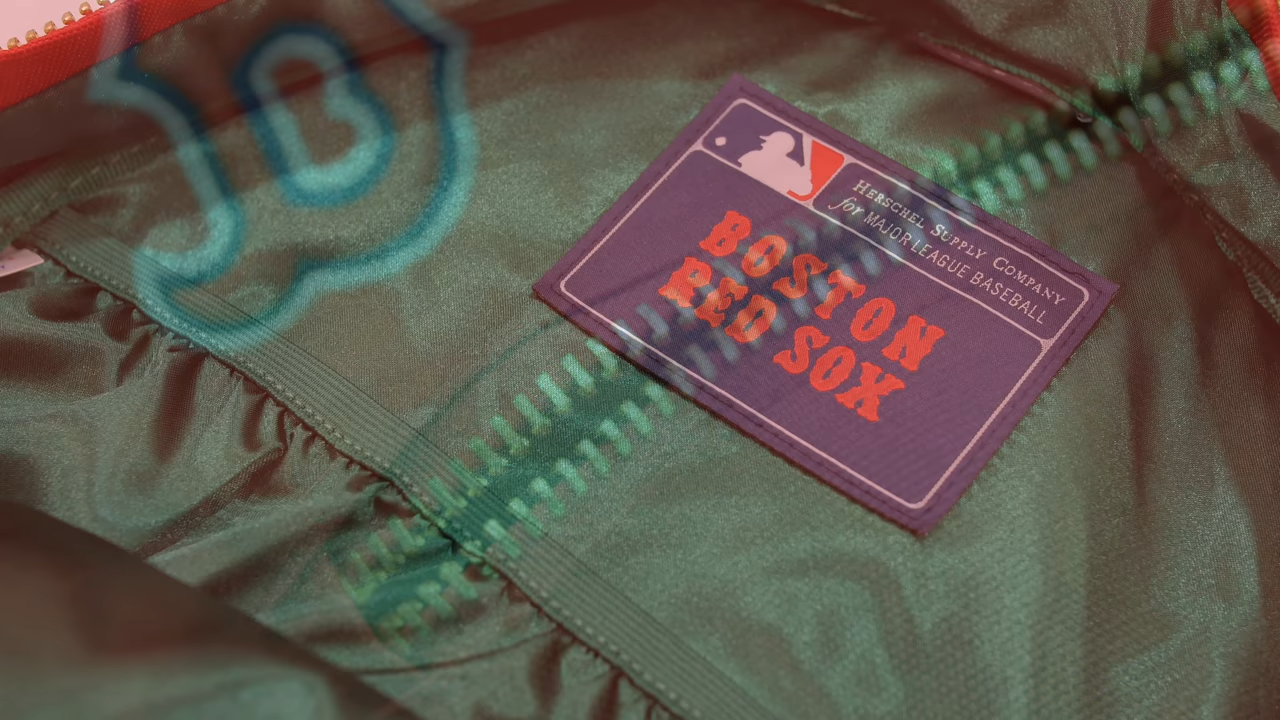 HERSCHEL SUPPLY COMPANY
for MAJOR LEAGUE BASEBALL
BOSTON
RED SOX
B